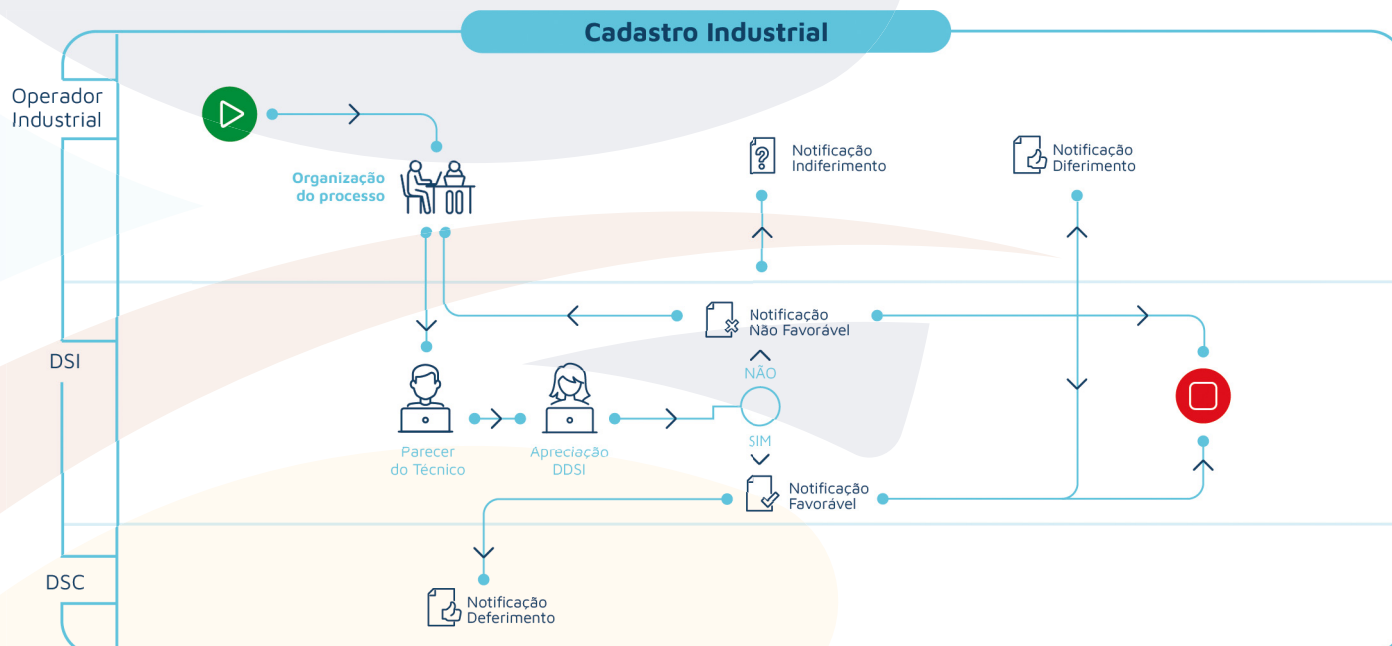 Cadastro Industrial
Operador
Industrial
Organização
do processo
Notificação
Indiferimento
Notificação
Diferimento
Notificação
Não Favorável
NÃO
DSI
SIM
Parecer
do Técnico
Apreciação
DDSI
Notificação
Favorável
DSC
Notificação
Deferimento